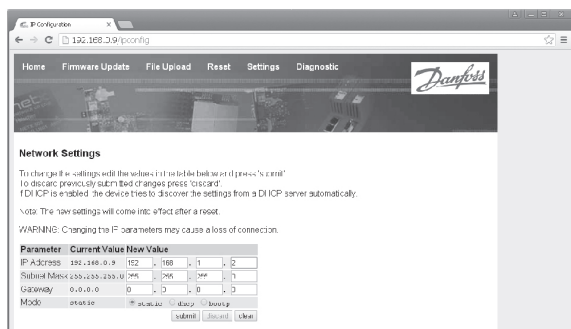 IP Configuration
192.168.0.9/ipconfig
Home Firmware Update File Upload Reset Settings Diagnostic
Danfoss
Network Settings
To change the settings edit the values in the table below and press 'submit'
To discard previously submitted changes press 'discard'.
If DHCP is enabled, the device tries to discover the settings from a DHCP server automatically.
Note: The new settings will come into effect after a reset.
WARNING: Changing the IP parameters may cause a loss of connection.
Parameter Current Value New Value
IP Address 192.168.0.9 192 . 168 . 1 . 2
Subnet Mask 255.255.255.0 255 . 255 . 255 . 0
Gateway 0.0.0.0 0 . 0 . 0 . 0
Mode static static dhcp bootp
submit discard clear